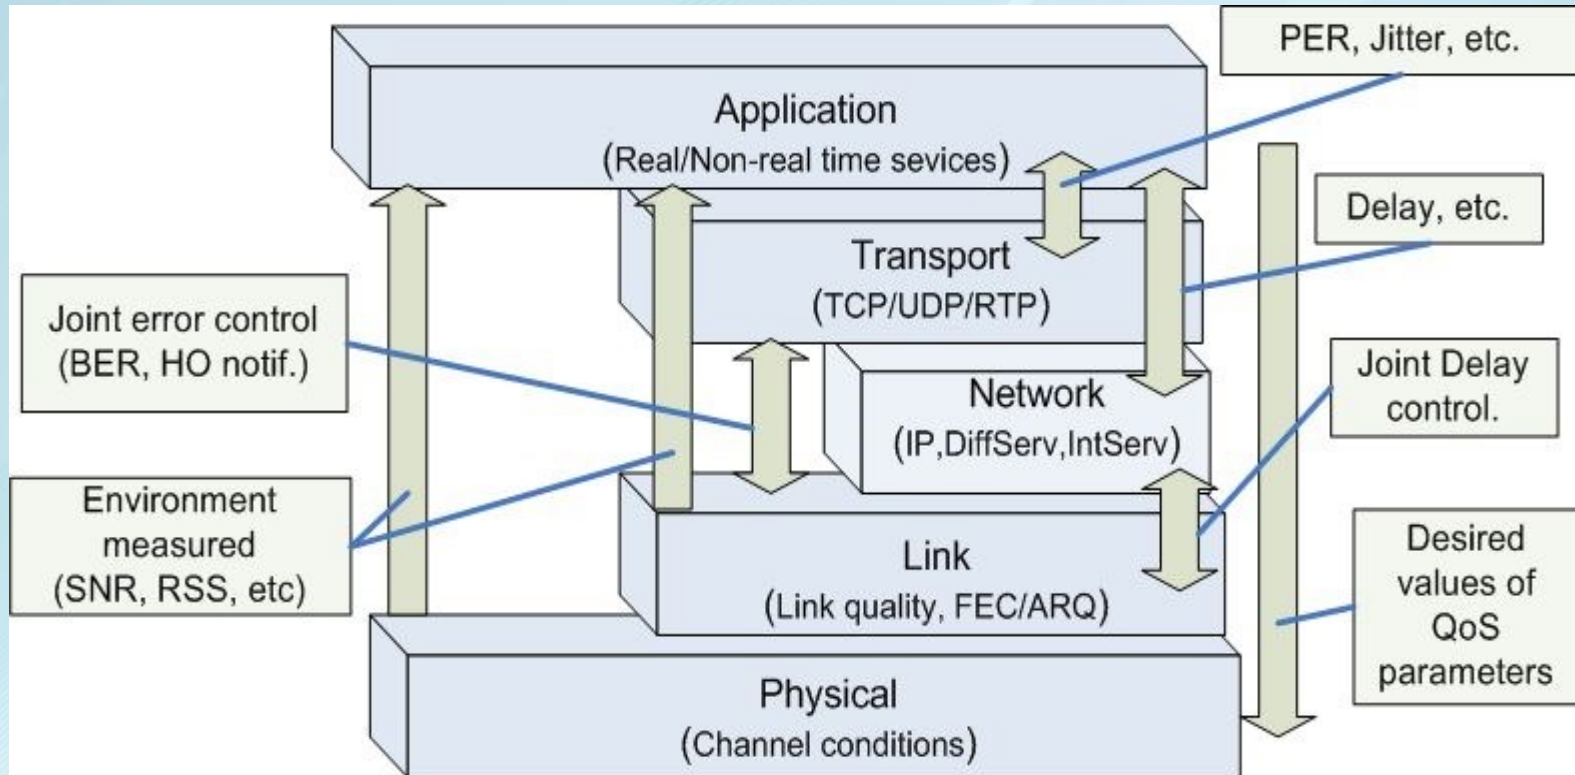 PER, Jitter, etc.
Application
(Real/Non-real time sevices)
Delay, etc.
Transport
(TCP/UDP/RTP)
Joint error control
(BER, HO notif.)
Network
(IP,DiffServ,IntServ)
Joint Delay
control.
Environment
measured
(SNR, RSS, etc)
Link
(Link quality, FEC/ARQ)
Desired
values of
QoS
parameters
Physical
(Channel conditions)